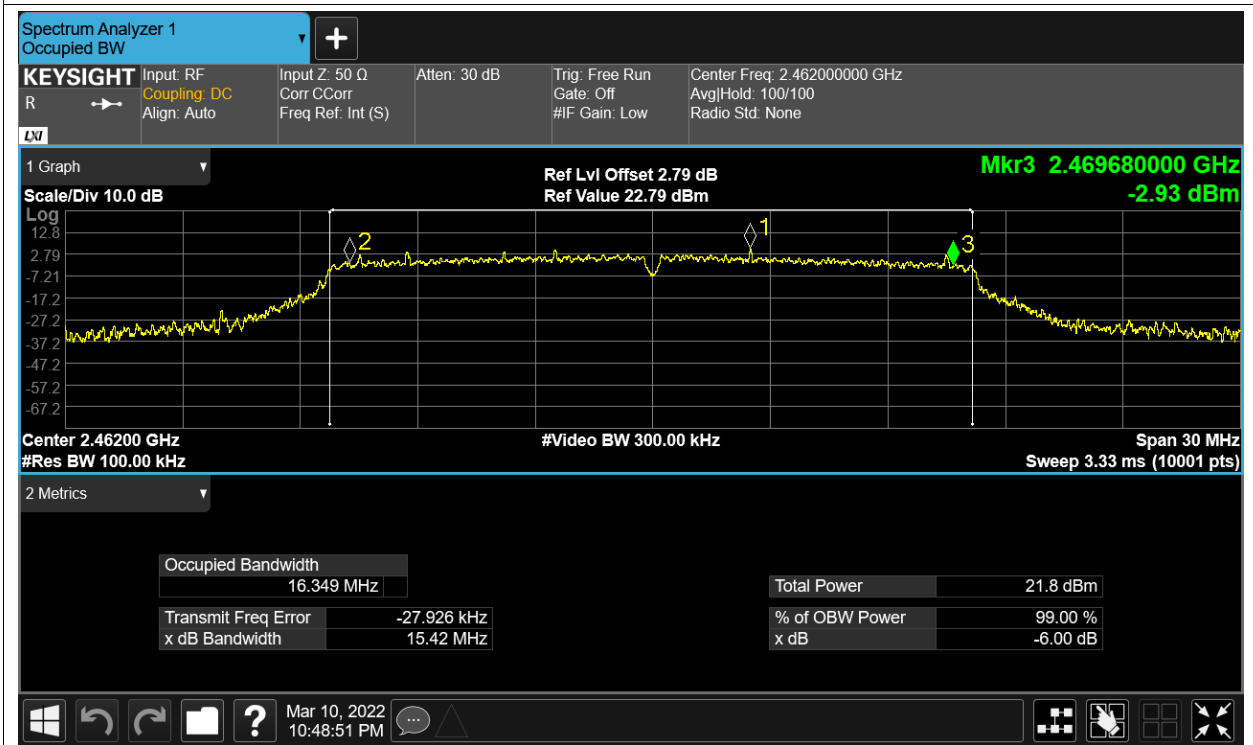 Spectrum Analyzer 1
Occupied BW
KEYSIGHT
R
LXI
Input: RF
Coupling: DC
Align: Auto
Input Z: 50 Ω
Corr CCorr
Freq Ref: Int (S)
Atten: 30 dB
Trig: Free Run
Gate: Off
#IF Gain: Low
Center Freq: 2.462000000 GHz
Avg|Hold: 100/100
Radio Std: None
1 Graph
Scale/Div 10.0 dB
Ref Lvl Offset 2.79 dB
Ref Value 22.79 dBm
Mkr3 2.469680000 GHz
-2.93 dBm
Log
12.8
2.79
-7.21
-17.2
-27.2
-37.2
-47.2
-57.2
-67.2
2
1
3
Center 2.46200 GHz
#Video BW 300.00 kHz
Span 30 MHz
#Res BW 100.00 kHz
Sweep 3.33 ms (10001 pts)
2 Metrics
Occupied Bandwidth
16.349 MHz
Total Power 21.8 dBm
Transmit Freq Error -27.926 kHz
% of OBW Power 99.00 %
x dB Bandwidth 15.42 MHz
x dB -6.00 dB
?
Mar 10, 2022
10:48:51 PM